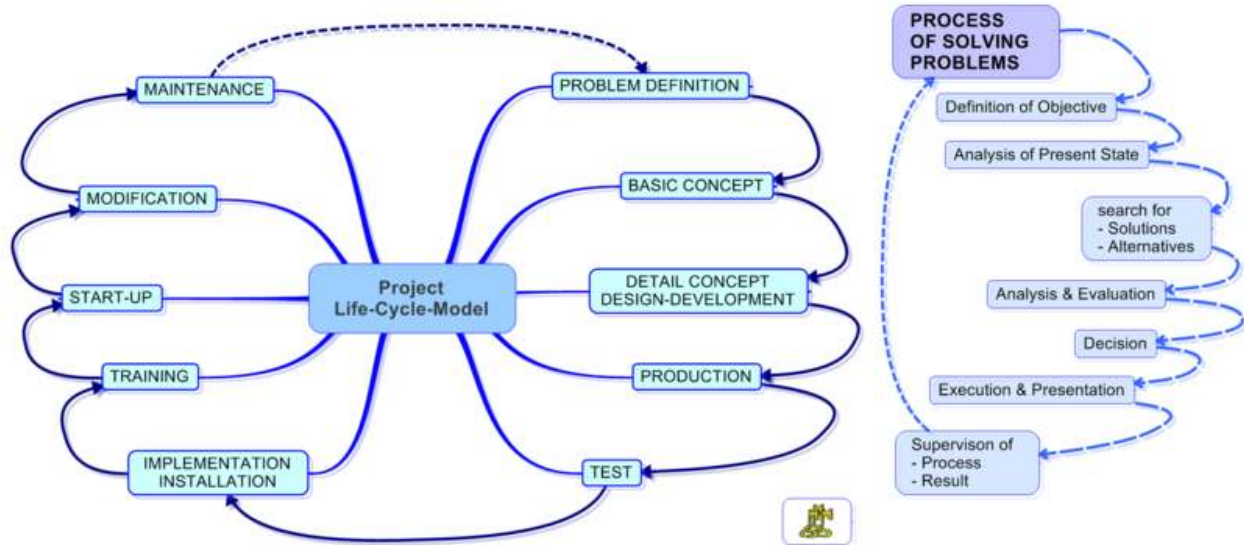 Project
Life-Cycle-Model
PROBLEM DEFINITION
BASIC CONCEPT
DETAIL CONCEPT
DESIGN-DEVELOPMENT
PRODUCTION
TEST
IMPLEMENTATION
INSTALLATION
TRAINING
START-UP
MODIFICATION
MAINTENANCE
PROCESS
OF SOLVING
PROBLEMS
Definition of Objective
Analysis of Present State
search for
- Solutions
- Alternatives
Analysis & Evaluation
Decision
Execution & Presentation
Supervison of
- Process
- Result